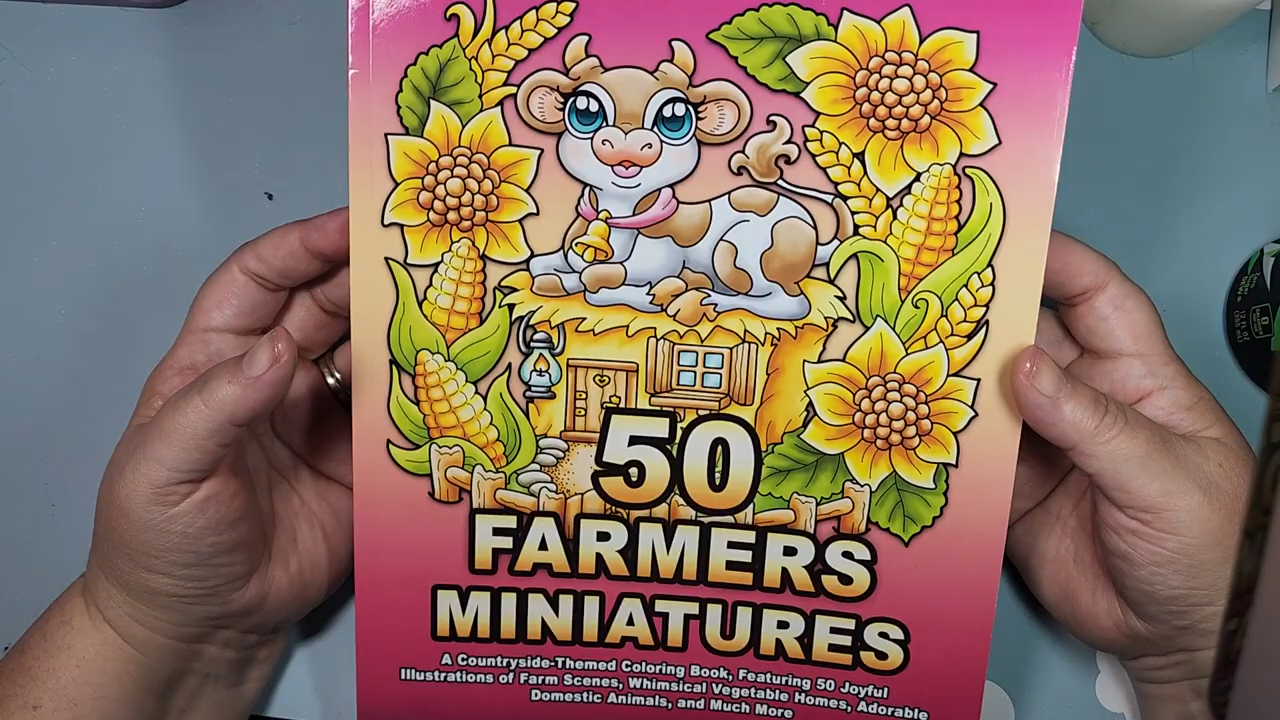 50
FARMERS
MINIATURES
A Countryside-Themed Coloring Book, Featuring 50 Joyful
Illustrations of Farm Scenes, Whimsical Vegetable Homes, Adorable
Domestic Animals, and Much More